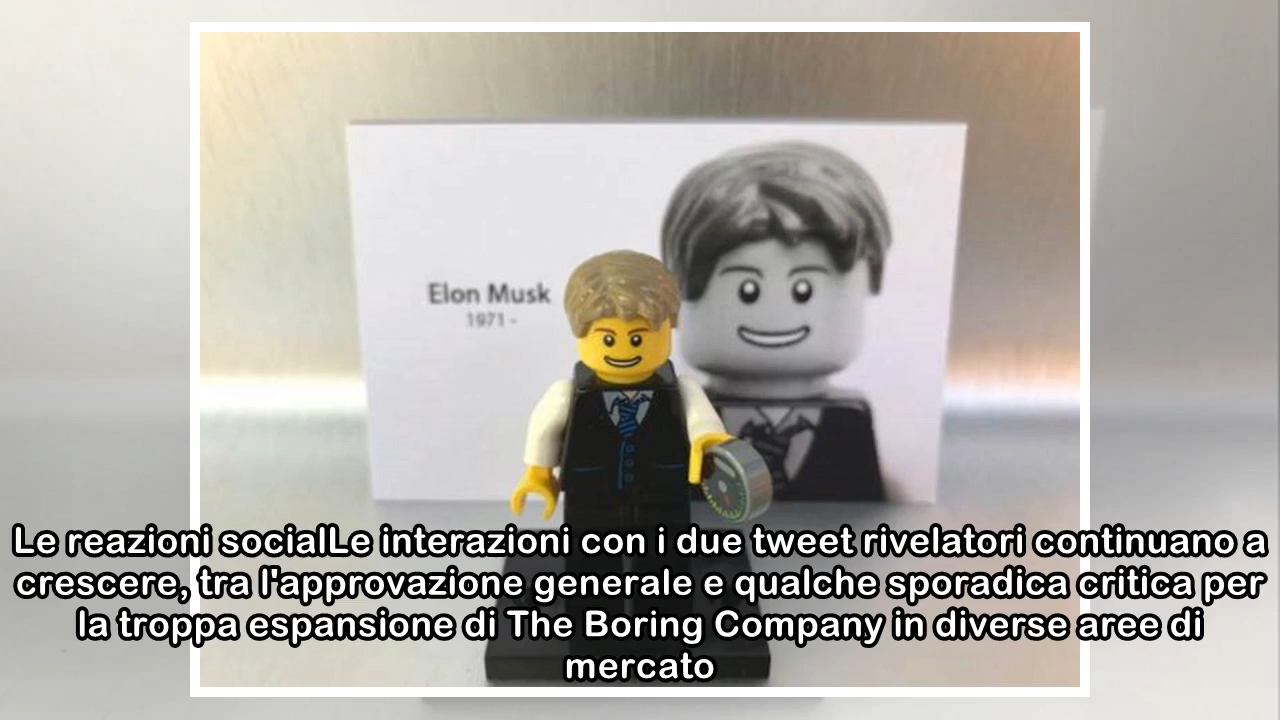 Elon Musk
1971 -
Le reazioni socialLe interazioni con i due tweet rivelatori continuano a
crescere, tra l'approvazione generale e qualche sporadica critica per
la troppa espansione di The Boring Company in diverse aree di
mercato